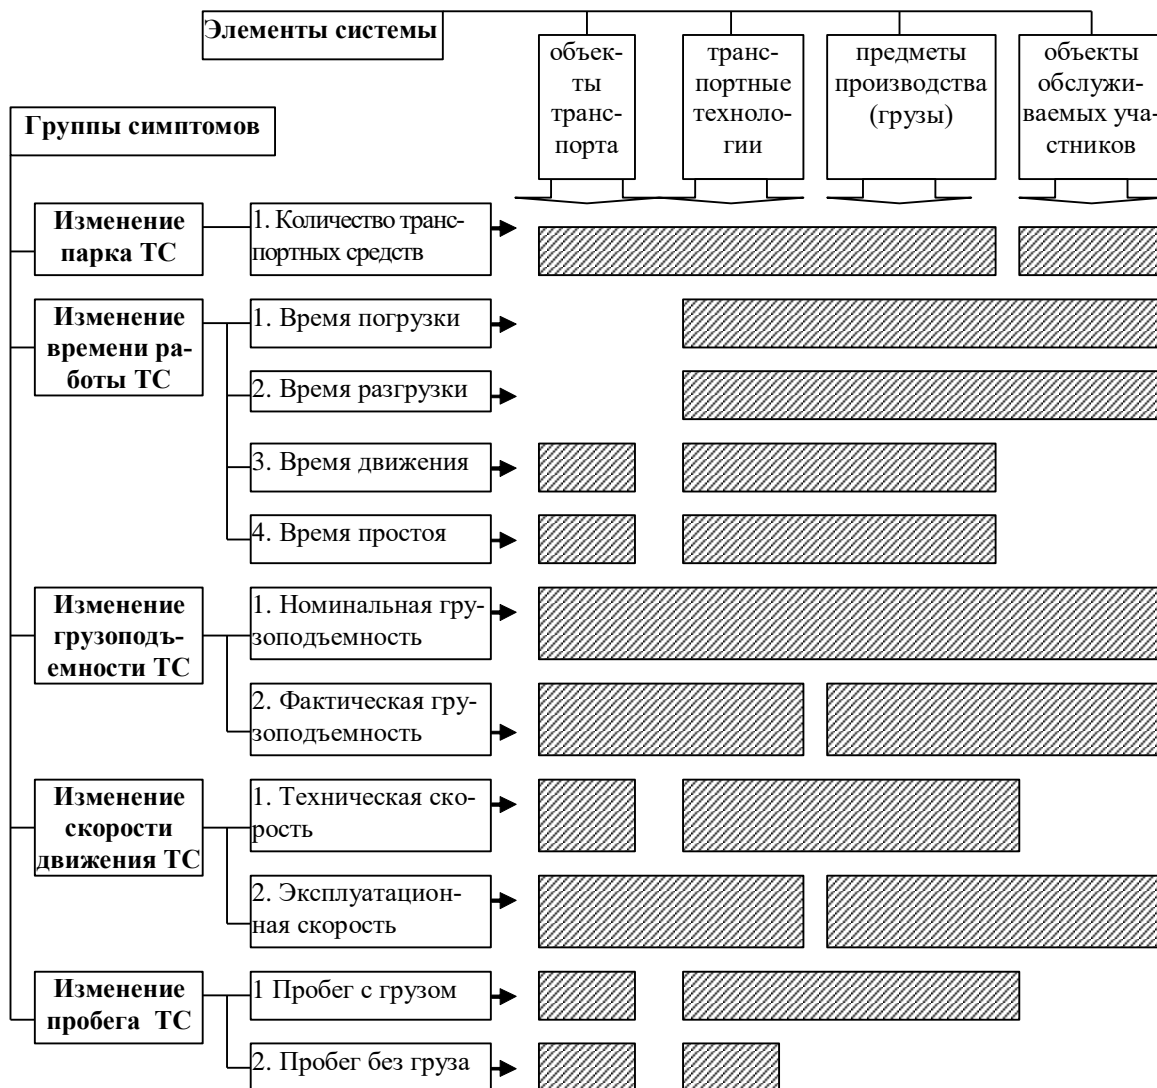 Элементы системы
объек-
ты
транс-
порта
транс-
портные
техноло-
гии
предметы
производства
(грузы)
объекты
обслужи-
ваемых уча-
стников
Группы симптомов
Изменение
парка ТС
1. Количество транс-
портных средств
Изменение
времени ра-
боты ТС
1. Время погрузки
2. Время разгрузки
3. Время движения
4. Время простоя
Изменение
грузоподъ-
емности ТС
1. Номинальная гру-
зоподъемность
2. Фактическая гру-
зоподъемность
Изменение
скорости
движения ТС
1. Техническая ско-
рость
2. Эксплуатацион-
ная скорость
Изменение
пробега ТС
1 Пробег с грузом
2. Пробег без груза